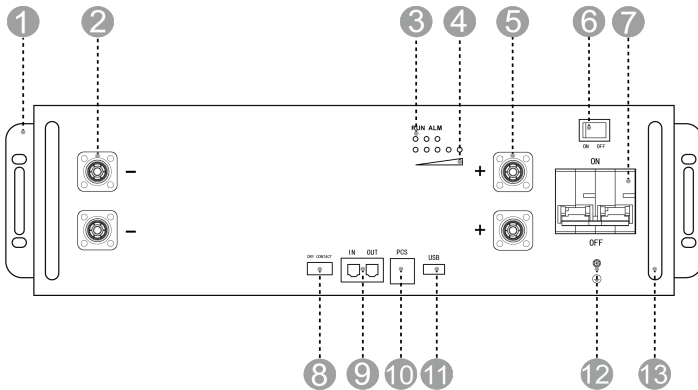 1 2 3 4 5 6 7
RUN ALM
ON OFF
ON
- +
- +
OFF
DRY CONTACT IN OUT PCS USB
8 9 10 11 12 13